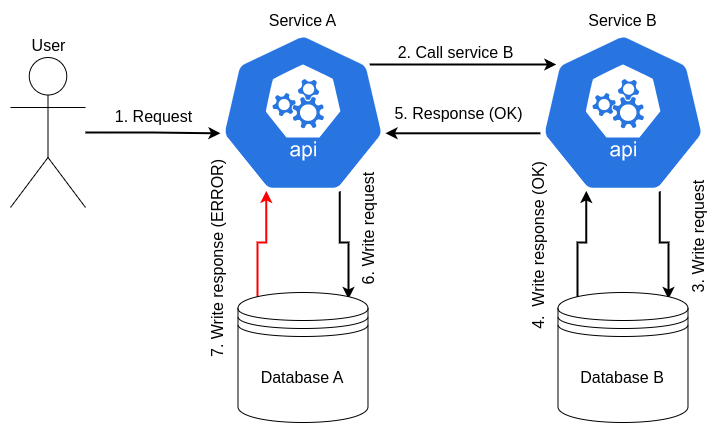 Service A
Service B
User
2. Call service B
1. Request
5. Response (OK)
api
api
7. Write response (ERROR)
6. Write request
4. Write response (OK)
3. Write request
Database A
Database B